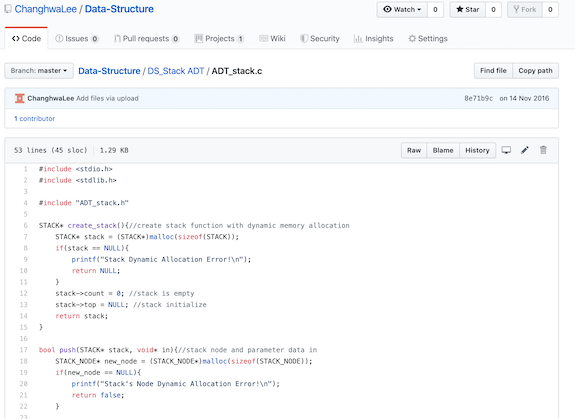 ChanghwaLee / Data-Structure
Watch 0 Star 0 Fork 0
Code Issues 0 Pull requests 0 Projects 1 Wiki Security Insights Settings
Branch: master Data-Structure / DS_Stack ADT / ADT_stack.c Find file Copy path
ChanghwaLee Add files via upload 8e71b9c on 14 Nov 2016
1 contributor
53 lines (45 sloc) 1.29 KB Raw Blame History
1 #include <stdio.h>
2 #include <stdlib.h>
3
4 #include "ADT_stack.h"
5
6 STACK* create_stack(){//create stack function with dynamic memory allocation
7 STACK* stack = (STACK*)malloc(sizeof(STACK));
8 if(stack == NULL){
9 printf("Stack Dynamic Allocation Error!\n");
10 return NULL;
11 }
12 stack->count = 0; //stack is empty
13 stack->top = NULL; //stack initialize
14 return stack;
15 }
16
17 bool push(STACK* stack, void* in){//stack node and parameter data in
18 STACK_NODE* new_node = (STACK_NODE*)malloc(sizeof(STACK_NODE));
19 if(new_node == NULL){
20 printf("Stack's Node Dynamic Allocation Error!\n");
21 return false;
22 }
23